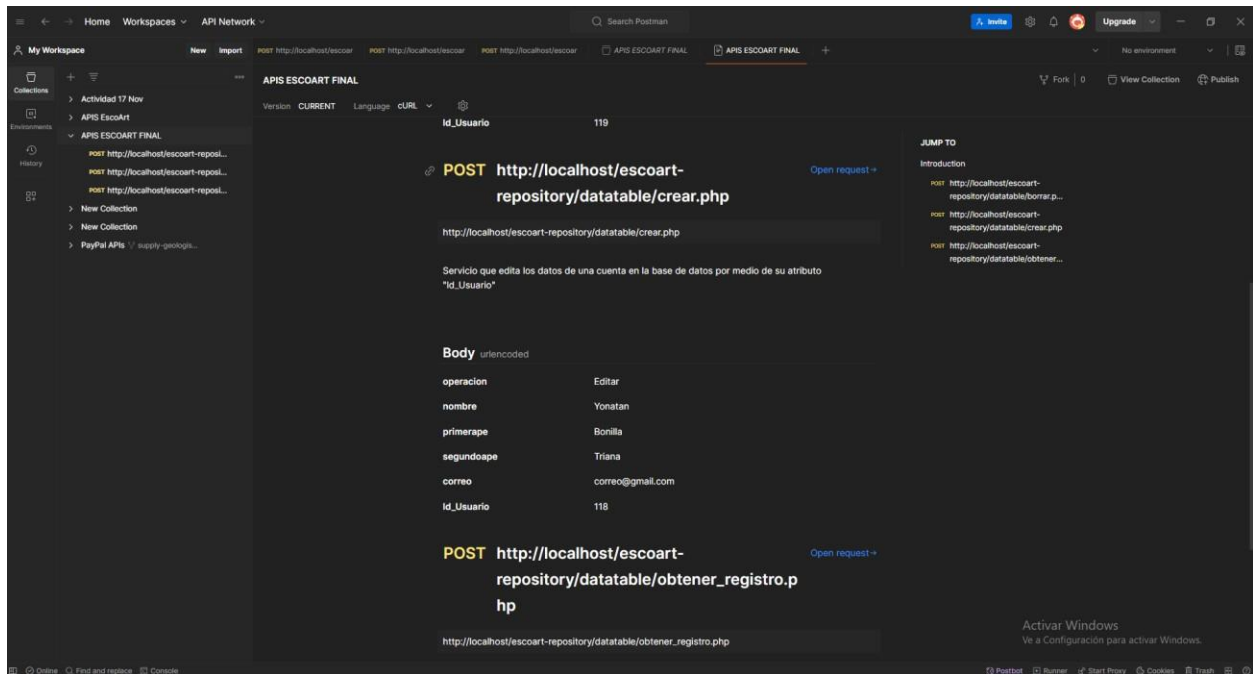 Home Workspaces API Network Search Postman Invite Upgrade
My Workspace New Import POST http://localhost/escoar POST http://localhost/escoar POST http://localhost/escoar APIS ESCOART FINAL APIS ESCOART FINAL No environment
Collections
Environments
History
Actividad 17 Nov
APIS EscoArt
APIS ESCOART FINAL
POST http://localhost/escoart-reposi...
POST http://localhost/escoart-reposi...
POST http://localhost/escoart-reposi...
New Collection
New Collection
PayPal APIs supply-geologis...
APIS ESCOART FINAL Fork 0 View Collection Publish
Version CURRENT Language cURL
Id_Usuario 119
POST http://localhost/escoart-
repository/datatable/crear.php
Open request→
http://localhost/escoart-repository/datatable/crear.php
Servicio que edita los datos de una cuenta en la base de datos por medio de su atributo
"Id_Usuario"
Body urlencoded
operacion Editar
nombre Yonatan
primerape Bonilla
segundoape Triana
correo correo@gmail.com
Id_Usuario 118
POST http://localhost/escoart-
repository/datatable/obtener_registro.p
hp
Open request→
http://localhost/escoart-repository/datatable/obtener_registro.php
JUMP TO
Introduction
POST http://localhost/escoart-
repository/datatable/borrar.p...
POST http://localhost/escoart-
repository/datatable/crear.php
POST http://localhost/escoart-
repository/datatable/obtener...
Activar Windows
Ve a Configuración para activar Windows.
Online Find and replace Console Postbot Runner Start Proxy Cookies Trash